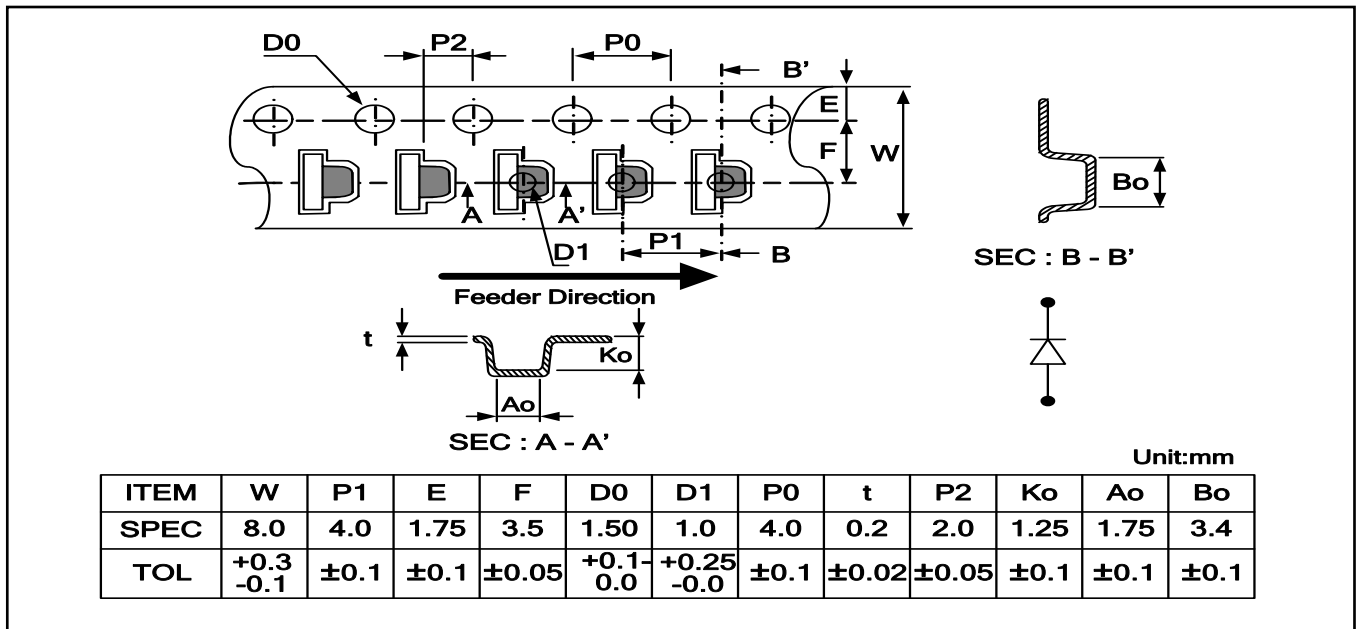 D0 P2 P0 B'
E
F W
A A'
D1 P1 B
Feeder Direction
Bo
SEC : B - B'
t Ko
Ao
SEC : A - A'
Unit:mm
ITEM W P1 E F D0 D1 P0 t P2 Ko Ao Bo
SPEC 8.0 4.0 1.75 3.5 1.50 1.0 4.0 0.2 2.0 1.25 1.75 3.4
TOL +0.3 -0.1 ±0.1 ±0.1 ±0.05 +0.1- 0.0 +0.25 -0.0 ±0.1 ±0.02 ±0.05 ±0.1 ±0.1 ±0.1